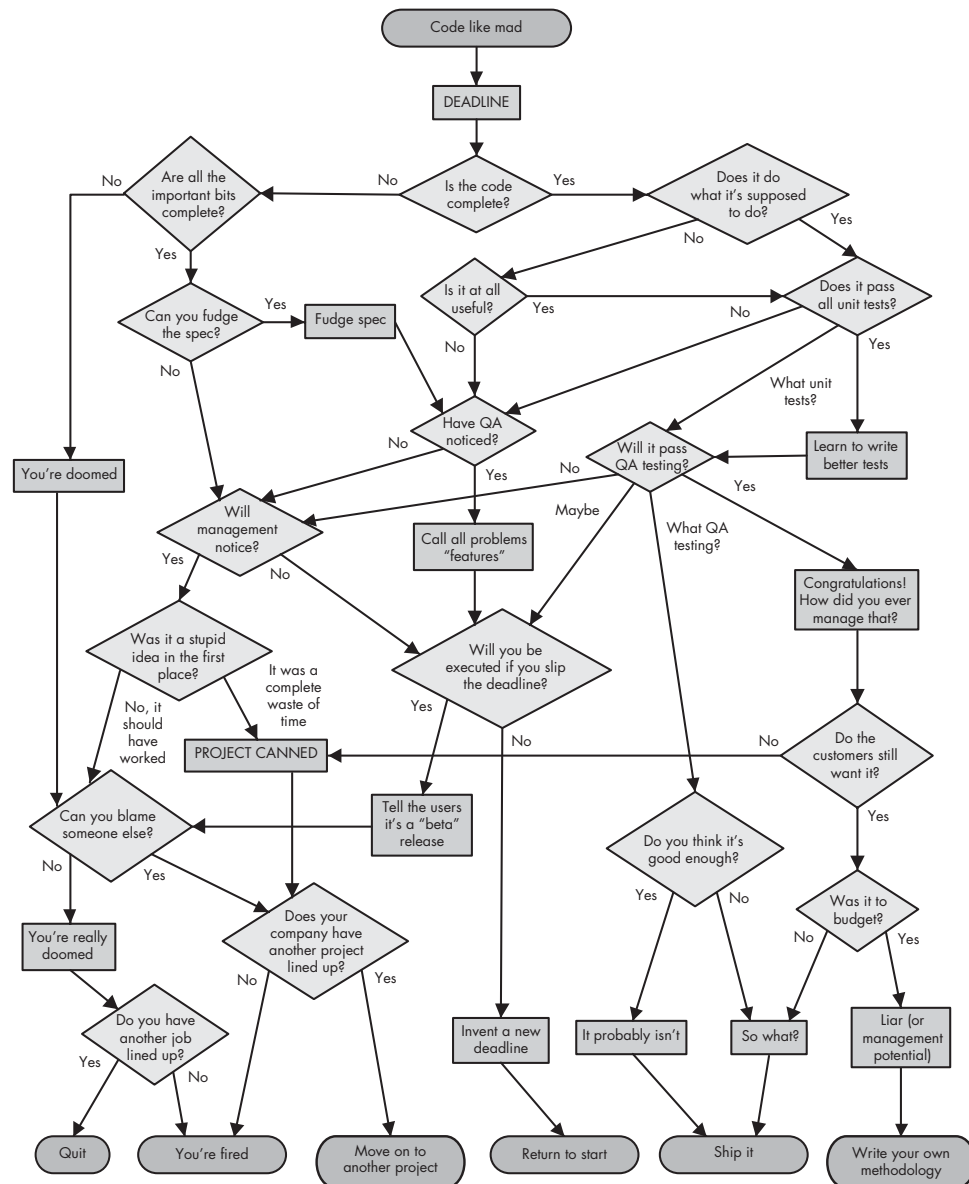 Code like mad
DEADLINE
No
Are all the
important bits
complete?
No
Is the code
complete?
Yes
Does it do
what it's supposed
to do?
Yes
No
Yes
Is it at all
useful?
Yes
Does it pass
all unit tests?
No
Yes
Can you fudge
the spec?
Yes
Fudge spec
No
No
What unit
tests?
Have QA
noticed?
No
Yes
Will it pass
QA testing?
No
Yes
Learn to write
better tests
You're doomed
Maybe
What QA
testing?
Will
management
notice?
Yes
No
Call all problems
“features”
Congratulations!
How did you ever
manage that?
Was it a stupid
idea in the first
place?
It was a
complete
waste of
time
No, it
should
have
worked
Will you be
executed if you slip
the deadline?
Yes
No
PROJECT CANNED
No
Do the
customers still
want it?
Yes
Can you blame
someone else?
No
Yes
Tell the users
it's a “beta”
release
Do you think it's
good enough?
Yes
No
Was it to
budget?
No
Yes
You're really
doomed
Does your
company have
another project
lined up?
No
Yes
Do you have
another job
lined up?
Yes
No
Invent a new
deadline
It probably isn't
So what?
Liar (or
management
potential)
Quit
You're fired
Move on to
another project
Return to start
Ship it
Write your own
methodology